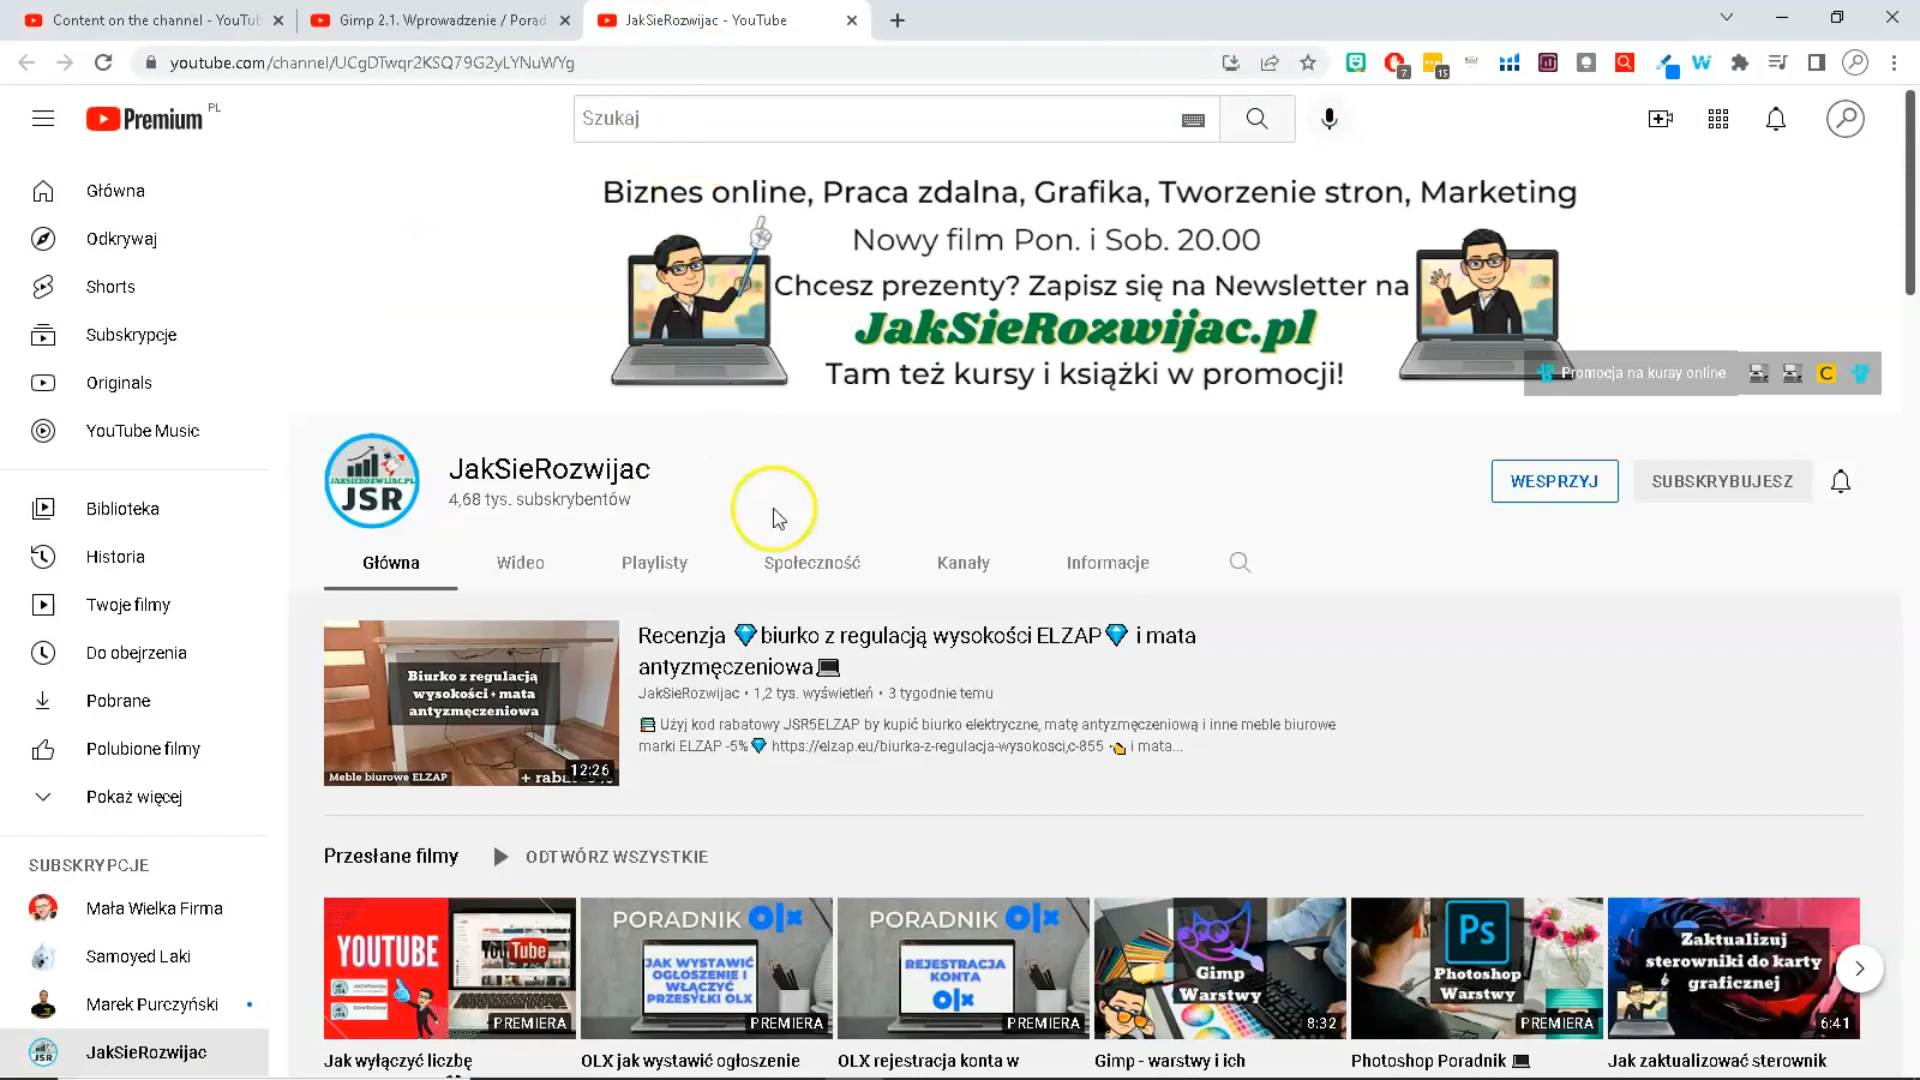 Content on the channel - YouTub
Gimp 2.1. Wprowadzenie / Porad
JakSieRozwijac - YouTube
youtube.com/channel/UCgDTwqr2KSQ79G2yLYNuWYg
7
15
Premium
PL
Szukaj
Główna
Odkrywaj
Shorts
Subskrypcje
Originals
YouTube Music
Biblioteka
Historia
Twoje filmy
Do obejrzenia
Pobrane
Polubione filmy
Pokaż więcej
SUBSKRYPCJE
Mała Wielka Firma
Samoyed Laki
Marek Purczyński
JakSieRozwijac
Biznes online, Praca zdalna, Grafika, Tworzenie stron, Marketing
Nowy film Pon. i Sob. 20.00
Chcesz prezenty? Zapisz się na Newsletter na
JakSieRozwijac.pl
Tam też kursy i książki w promocji!
Promocja na kursy online
JAKSIEROZWIJAC.PL
JSR
JakSieRozwijac
4,68 tys. subskrybentów
WESPRZYJ
SUBSKRYBUJESZ
Główna
Wideo
Playlisty
Społeczność
Kanały
Informacje
Biurko z regulacją
wysokości + mata
antyzmęczeniowa
Meble biurowe ELZAP
12:26
Recenzja 💎biurko z regulacją wysokości ELZAP💎 i mata
antyzmęczeniowa💻
JakSieRozwijac • 1,2 tys. wyświetleń • 3 tygodnie temu
Użyj kod rabatowy JSR5ELZAP by kupić biurko elektryczne, matę antyzmęczeniową i inne meble biurowe
marki ELZAP -5%💎 https://elzap.eu/biurka-z-regulacja-wysokosci,c-855 i mata...
Przesłane filmy
ODTWÓRZ WSZYSTKIE
YOUTUBE
YouTube
PREMIERA
Jak wyłączyć liczbę
PORADNIK olx
JAK WYSTAWIĆ
OGŁOSZENIE I
WŁĄCZYĆ
PRZESYŁKI OLX
PREMIERA
OLX jak wystawić ogłoszenie
PORADNIK olx
REJESTRACJA
KONTA
olx
PREMIERA
OLX rejestracja konta w
Gimp
Warstwy
8:32
Gimp - warstwy i ich
Ps
Photoshop
Warstwy
PREMIERA
Photoshop Poradnik 💻
Zaktualizuj
sterowniki do karty
graficznej
6:41
Jak zaktualizować sterownik